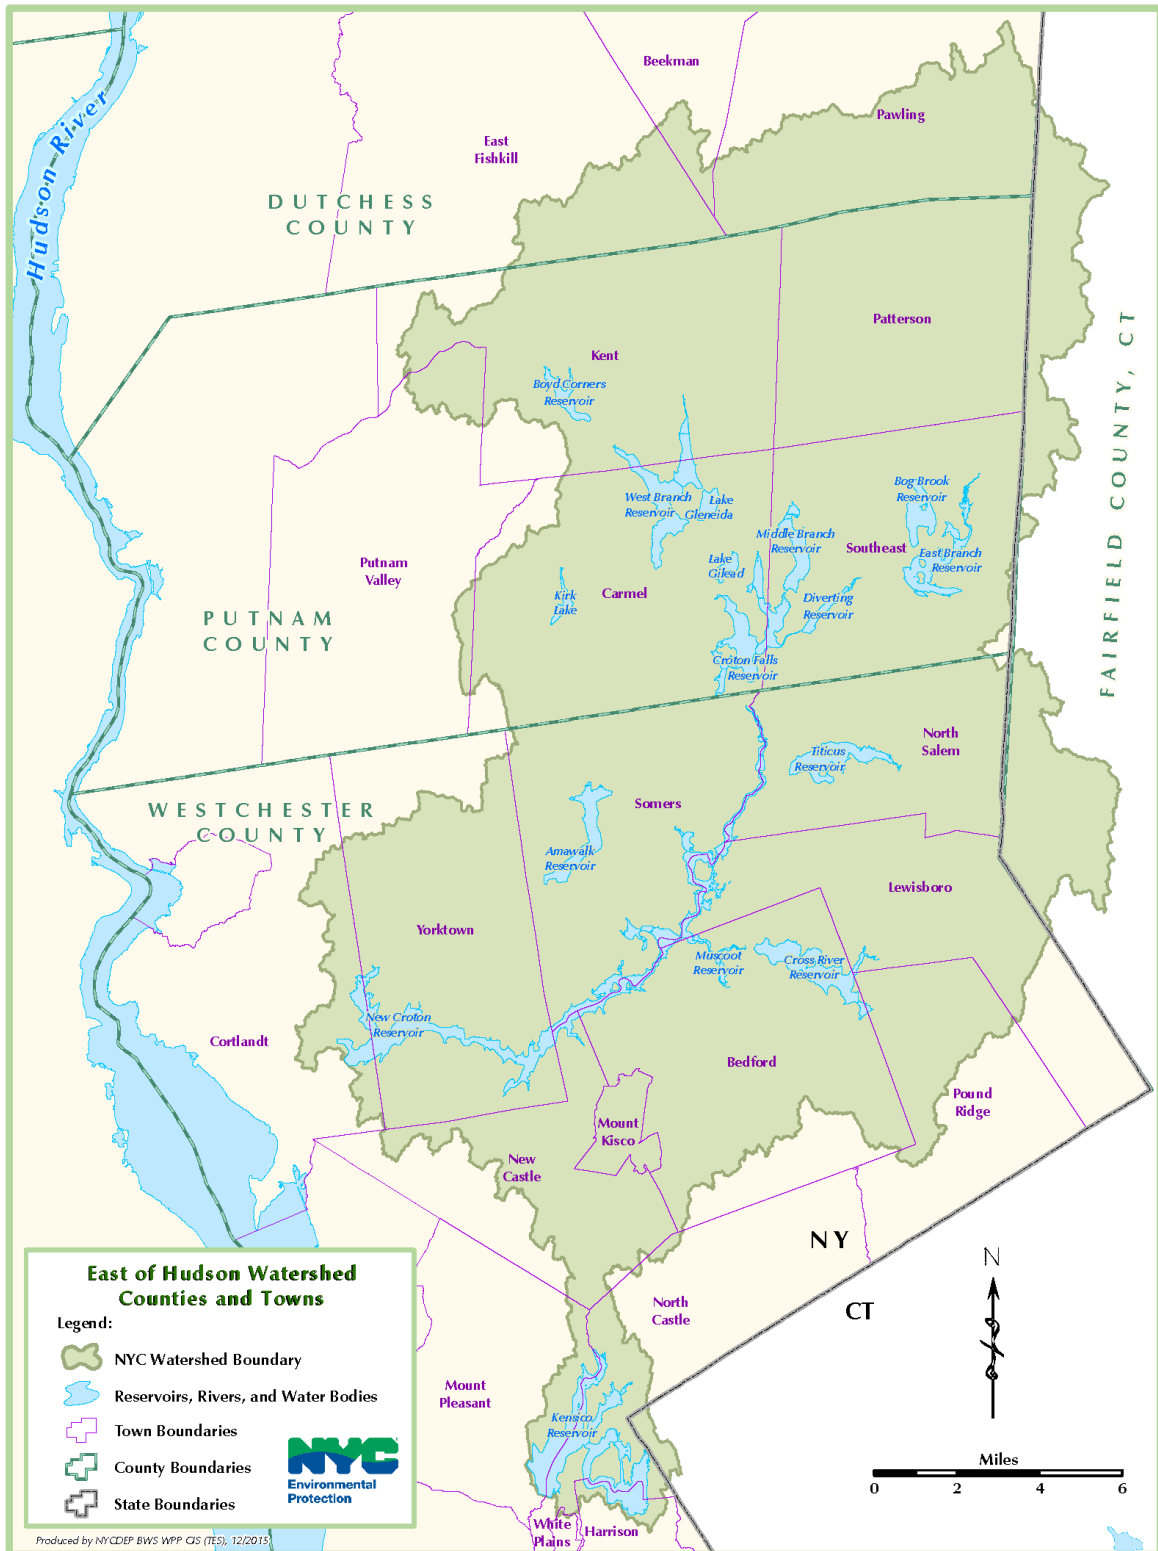 Beekman
Pawling
East
Fishkill
Hudson River
DUTCHESS
COUNTY
Patterson
Kent
Boyd Corners
Reservoir
FAIRFIELD COUNTY, CT
West Branch
Reservoir
Lake
Gleneida
Bog Brook
Reservoir
Middle Branch
Reservoir
Southeast
East Branch
Reservoir
Putnam
Valley
Lake
Gilead
Kirk
Lake
Carmel
Diverting
Reservoir
PUTNAM
COUNTY
Croton Falls
Reservoir
North
Salem
Titicus
Reservoir
WESTCHESTER
COUNTY
Somers
Amawalk
Reservoir
Lewisboro
Yorktown
Muscoot
Reservoir
Cross River
Reservoir
New Croton
Reservoir
Cortlandt
Bedford
Pound
Ridge
Mount
Kisco
New
Castle
NY
CT
N
North
Castle
Mount
Pleasant
Kensico
Reservoir
White
Plains
Harrison
Miles
0 2 4 6
East of Hudson Watershed
Counties and Towns
Legend:
NYC Watershed Boundary
Reservoirs, Rivers, and Water Bodies
Town Boundaries
County Boundaries
State Boundaries
NYC
Environmental
Protection
Produced by NYCDEP BWS WPP GIS (TES), 12/2015